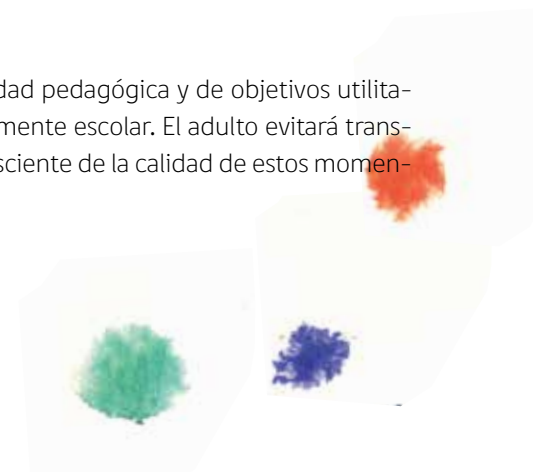 dad pedagógica y de objetivos utilita-
mente escolar. El adulto evitará trans-
sciente de la calidad de estos momen-